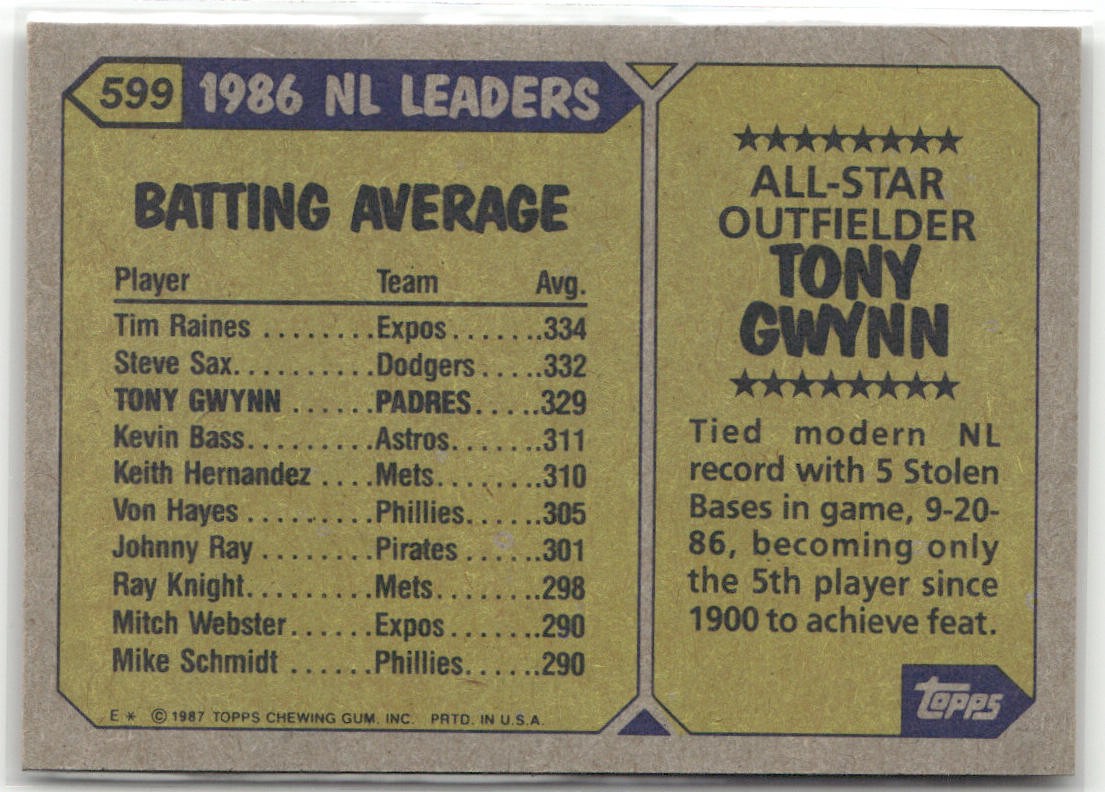 599 1986 NL LEADERS
BATTING AVERAGE
Player Team Avg.
Tim Raines ........Expos.......334
Steve Sax..........Dodgers.....332
TONY GWYNN ......PADRES.....329
Kevin Bass.........Astros.......311
Keith Hernandez ....Mets........310
Von Hayes .........Phillies......305
Johnny Ray ........Pirates ......301
Ray Knight.........Mets........298
Mitch Webster......Expos.......290
Mike Schmidt ......Phillies......290
E * © 1987 TOPPS CHEWING GUM, INC. PRTD. IN U.S.A.
★★★★★★★★
ALL-STAR
OUTFIELDER
TONY
GWYNN
★★★★★★★★
Tied modern NL
record with 5 Stolen
Bases in game, 9-20-
86, becoming only
the 5th player since
1900 to achieve feat.
topps